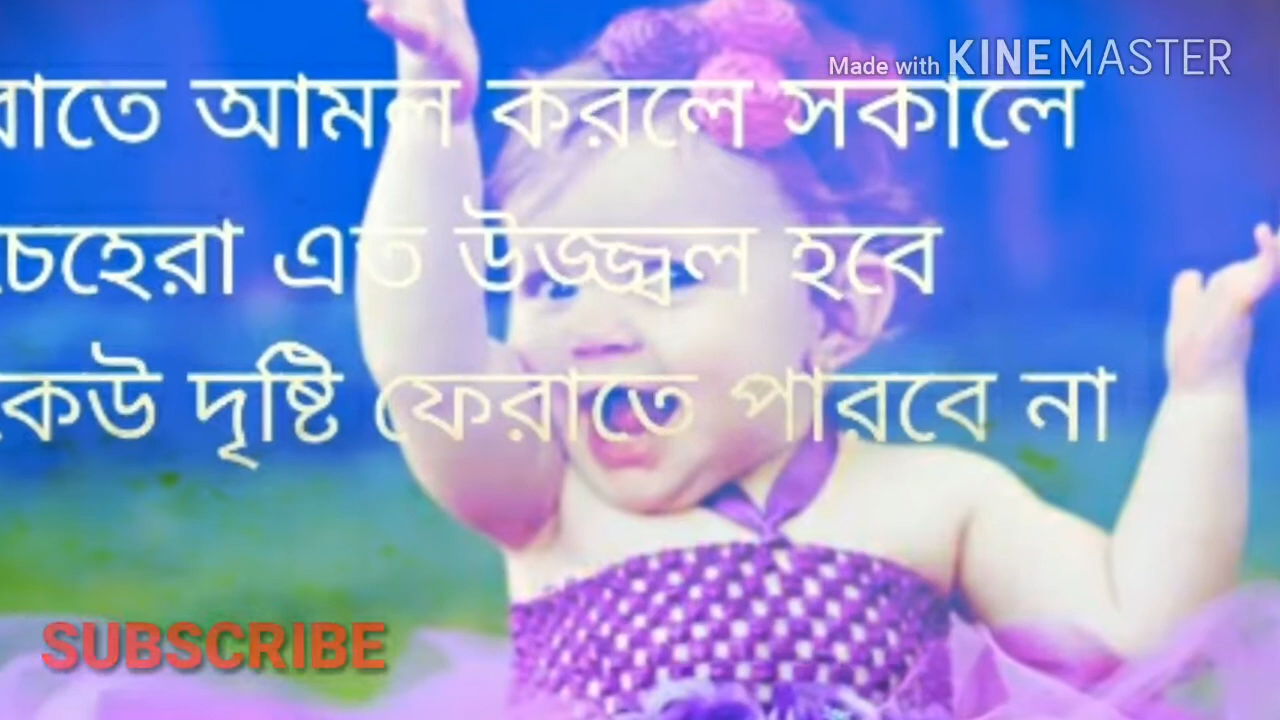 Made with KINEMASTER
রাতে আমল করলে সকালে
চেহেরা এত উজ্জ্বল হবে
কেউ দৃষ্টি ফেরাতে পারবে না
SUBSCRIBE